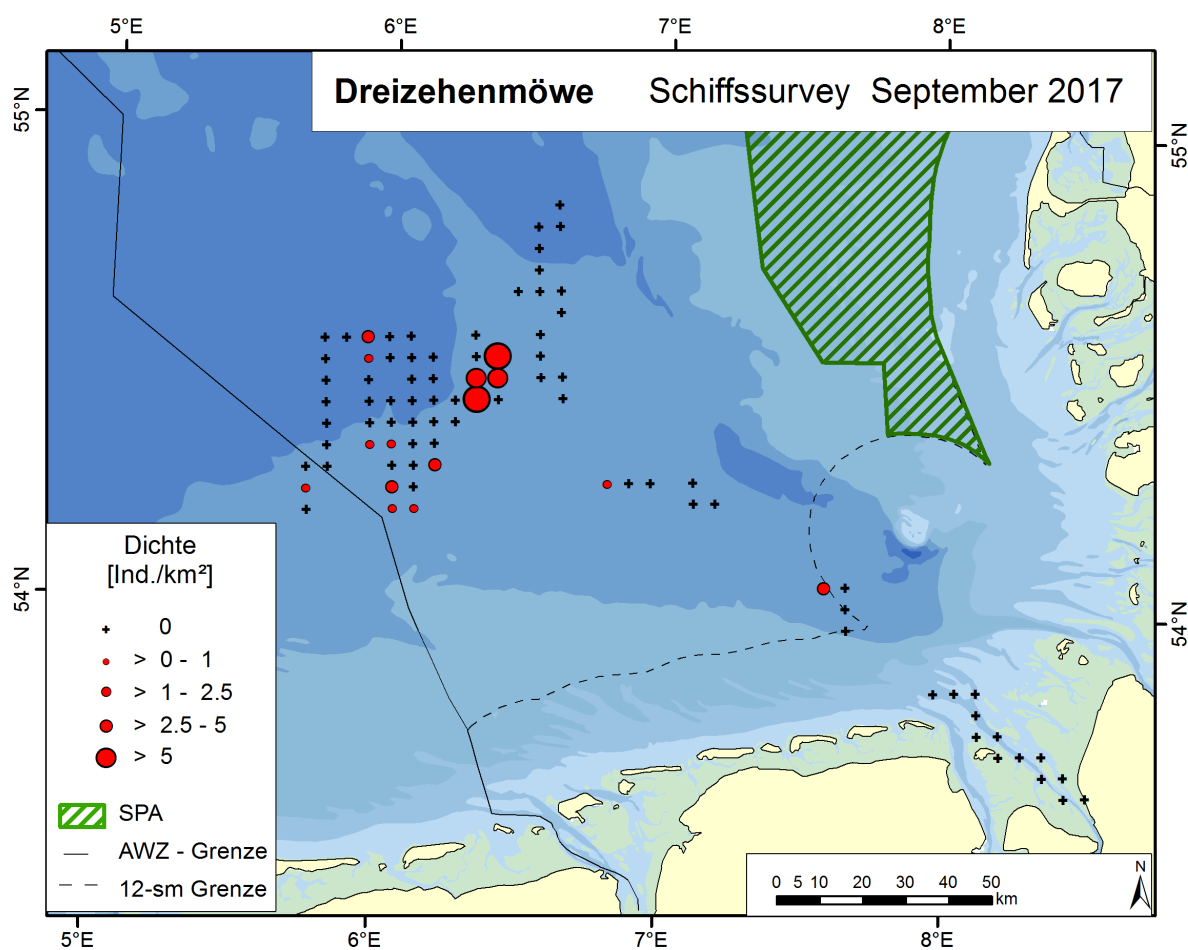 5°E 6°E 7°E 8°E
Dreizehenmöwe Schiffssurvey September 2017
55°N 55°N
54°N 54°N
Dichte
[Ind./km²]
0
> 0 - 1
> 1 - 2.5
> 2.5 - 5
> 5
SPA
AWZ - Grenze
12-sm Grenze
N
0 5 10 20 30 40 50
km
5°E 6°E 7°E 8°E